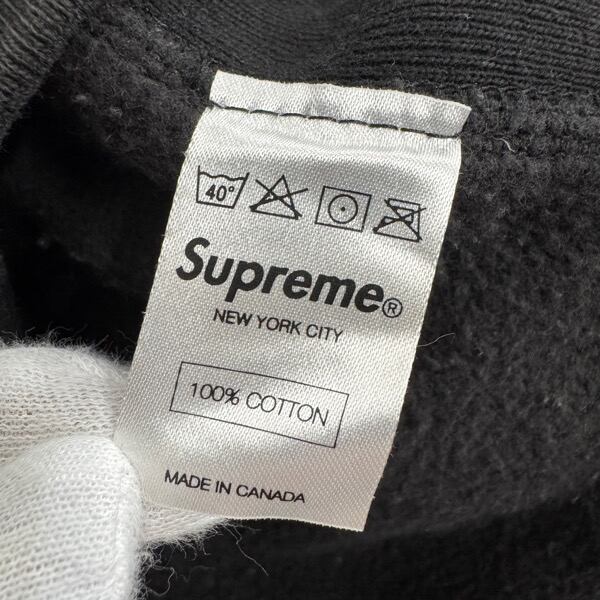 40°
Supreme®
NEW YORK CITY
100% COTTON
MADE IN CANADA